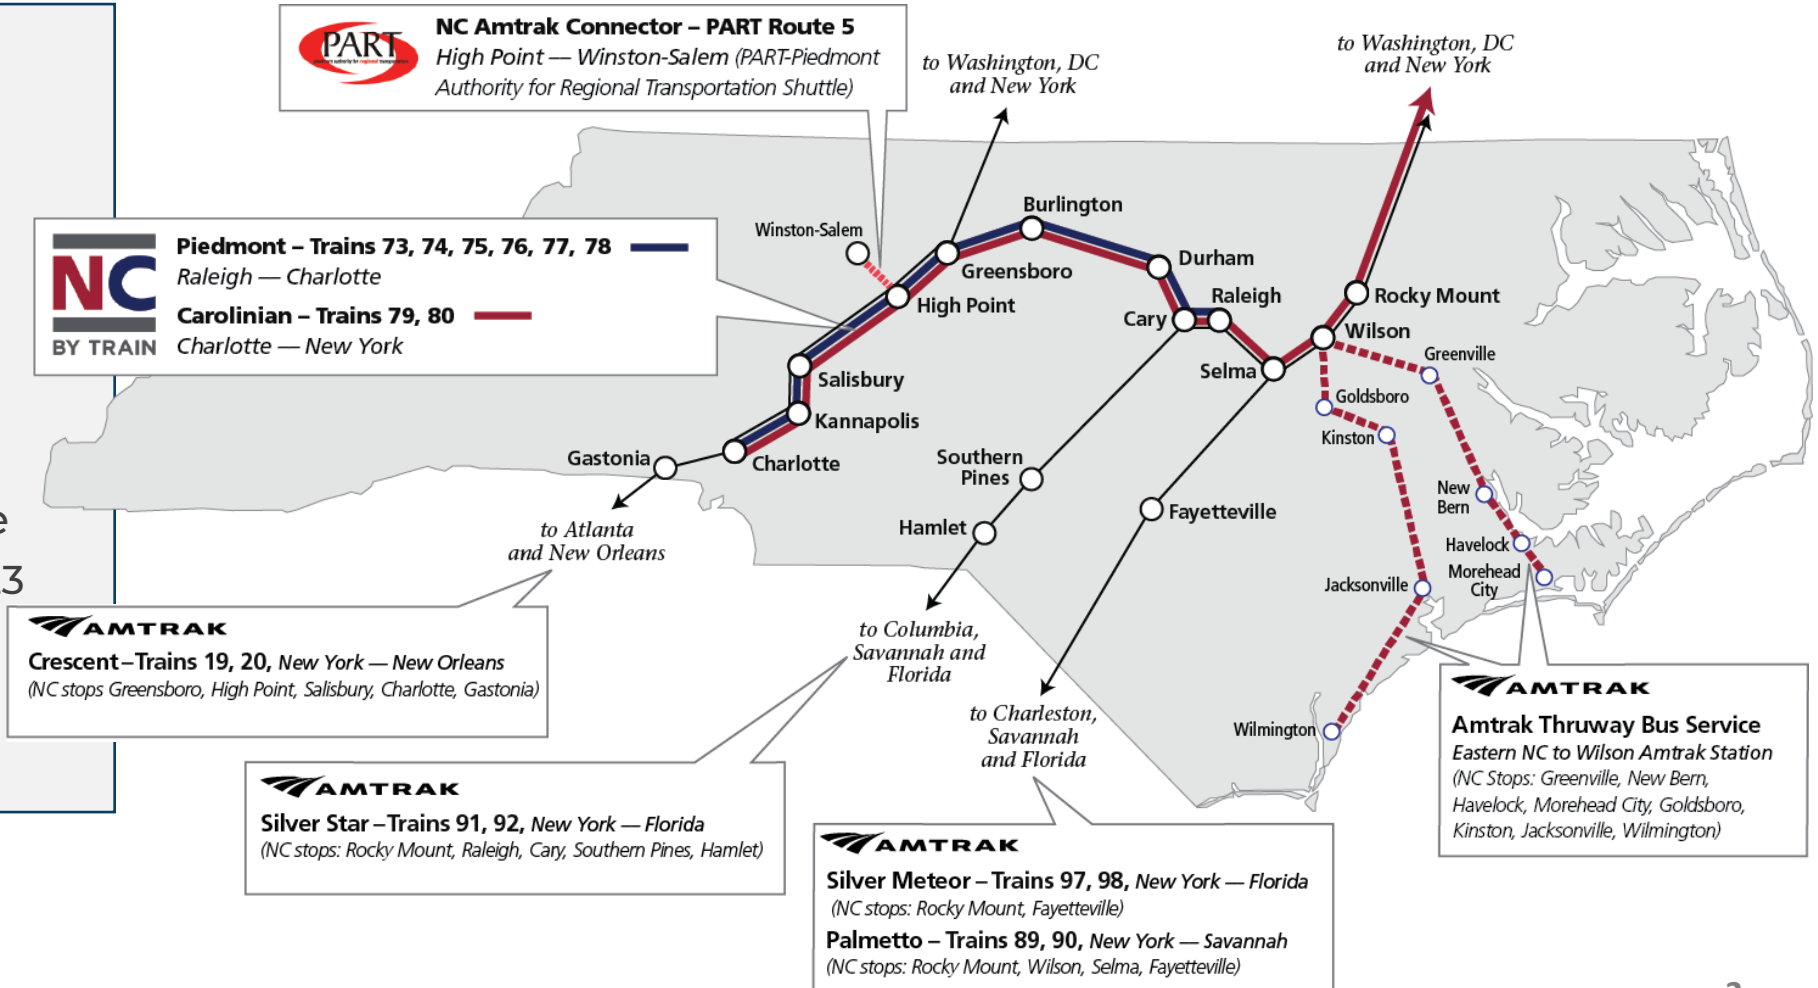 PART
NC Amtrak Connector – PART Route 5
High Point — Winston-Salem (PART-Piedmont
Authority for Regional Transportation Shuttle)
to Washington, DC
and New York
to Washington, DC
and New York
NC
BY TRAIN
Piedmont – Trains 73, 74, 75, 76, 77, 78
Raleigh — Charlotte
Carolinian – Trains 79, 80
Charlotte — New York
Winston-Salem
Burlington
Greensboro
Durham
High Point
Raleigh
Cary
Rocky Mount
Wilson
Selma
Greenville
Salisbury
Goldsboro
Kannapolis
Kinston
Charlotte
Gastonia
Southern
Pines
New
Bern
Hamlet
Fayetteville
Havelock
Morehead
City
Jacksonville
Wilmington
to Atlanta
and New Orleans
to Columbia,
Savannah and
Florida
to Charleston,
Savannah
and Florida
e
3
AMTRAK
Crescent – Trains 19, 20, New York — New Orleans
(NC stops Greensboro, High Point, Salisbury, Charlotte, Gastonia)
AMTRAK
Silver Star – Trains 91, 92, New York — Florida
(NC stops: Rocky Mount, Raleigh, Cary, Southern Pines, Hamlet)
AMTRAK
Silver Meteor – Trains 97, 98, New York — Florida
(NC stops: Rocky Mount, Fayetteville)
Palmetto – Trains 89, 90, New York — Savannah
(NC stops: Rocky Mount, Wilson, Selma, Fayetteville)
AMTRAK
Amtrak Thruway Bus Service
Eastern NC to Wilson Amtrak Station
(NC Stops: Greenville, New Bern,
Havelock, Morehead City, Goldsboro,
Kinston, Jacksonville, Wilmington)